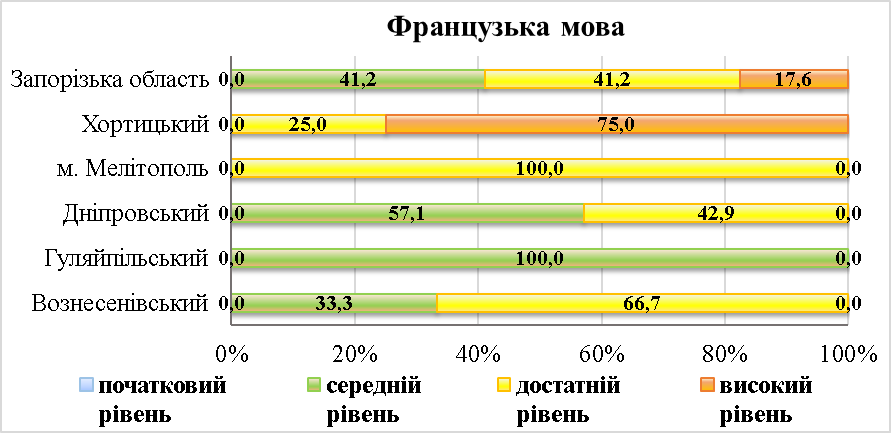 Французька мова
Запорізька область 0,0 41,2 41,2 17,6
Хортицький 0,0 25,0 75,0
м. Мелітополь 0,0 100,0 0,0
Дніпровський 0,0 57,1 42,9 0,0
Гуляйпільський 0,0 100,0 0,0
Вознесенівський 0,0 33,3 66,7 0,0
0% 20% 40% 60% 80% 100%
початковий рівень
середній рівень
достатній рівень
високий рівень